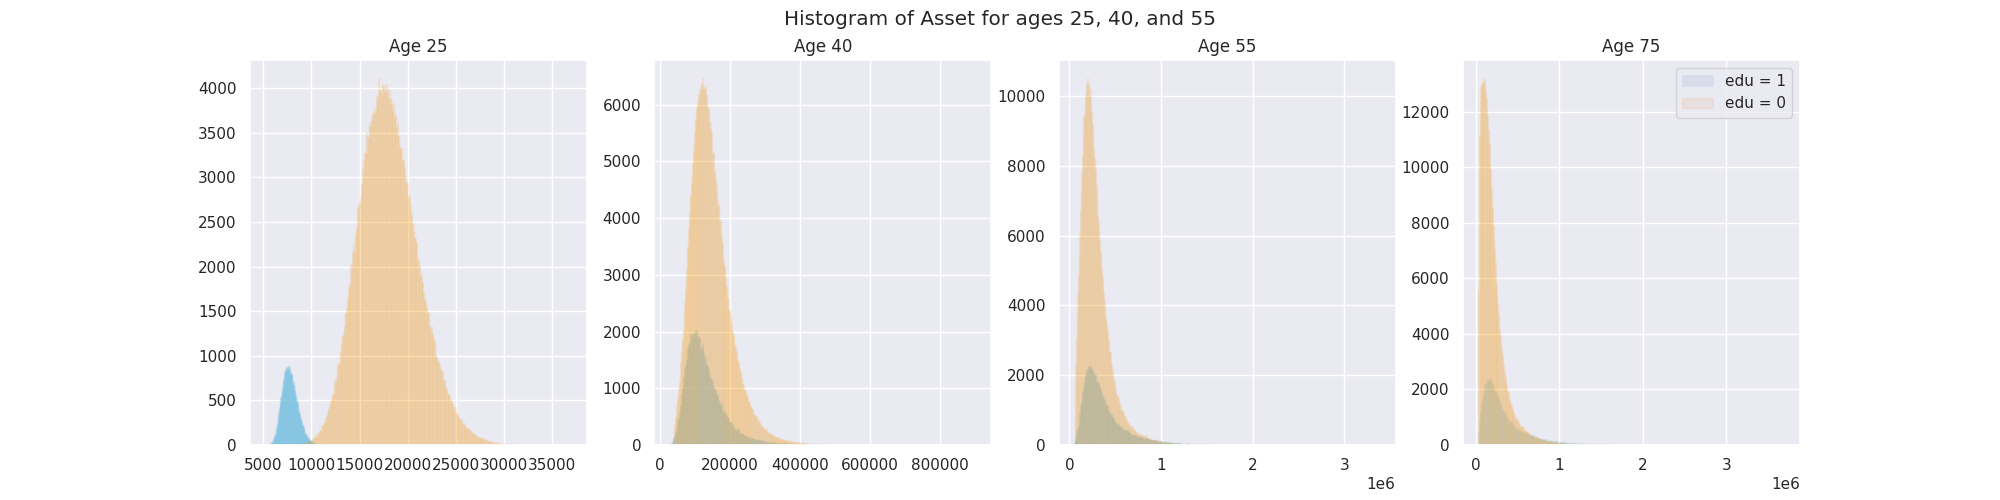 Histogram of Asset for ages 25, 40, and 55
Age 25
4000
3500
3000
2500
2000
1500
1000
500
0
5000 10000 15000 20000 25000 30000 35000
Age 40
6000
5000
4000
3000
2000
1000
0
0 200000 400000 600000 800000
Age 55
10000
8000
6000
4000
2000
0
0 1 2 3
1e6
Age 75
edu = 1
edu = 0
12000
10000
8000
6000
4000
2000
0
0 1 2 3
1e6